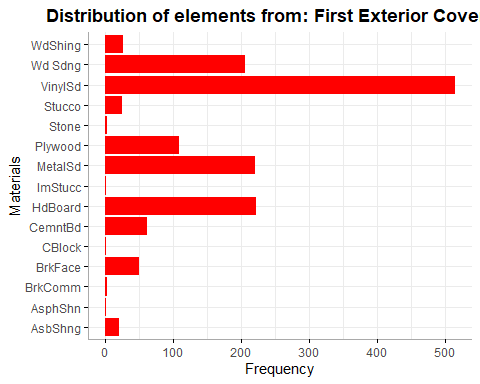 Distribution of elements from: First Exterior Cove
WdShing
Wd Sdng
VinylSd
Stucco
Stone
Plywood
MetalSd
ImStucc
HdBoard
CemntBd
CBlock
BrkFace
BrkComm
AsphShn
AsbShng
Materials
0 100 200 300 400 500
Frequency